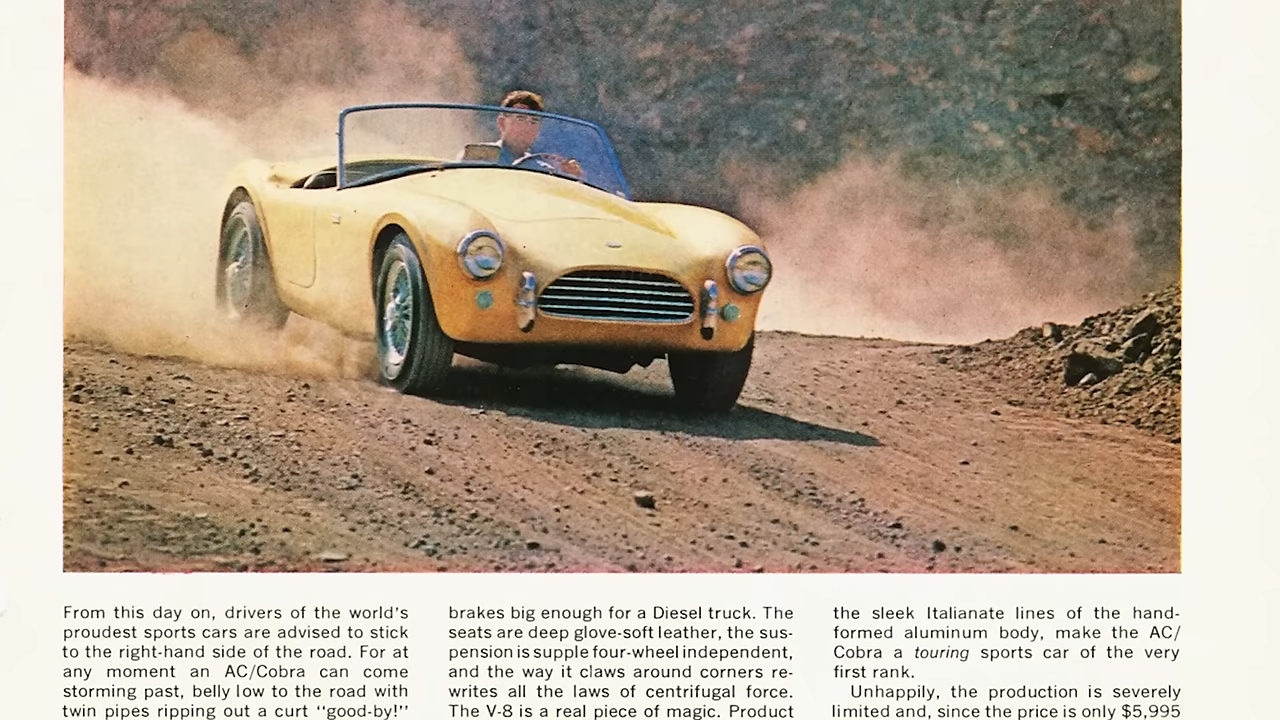 From this day on, drivers of the world's
proudest sports cars are advised to stick
to the right-hand side of the road. For at
any moment an AC/Cobra can come
storming past, belly low to the road with
twin pipes ripping out a curt "good-by!"
brakes big enough for a Diesel truck. The
seats are deep glove-soft leather, the sus-
pension is supple four-wheel independent,
and the way it claws around corners re-
writes all the laws of centrifugal force.
The V-8 is a real piece of magic. Product
the sleek Italianate lines of the hand-
formed aluminum body, make the AC/
Cobra a touring sports car of the very
first rank.
Unhappily, the production is severely
limited and, since the price is only $5,995